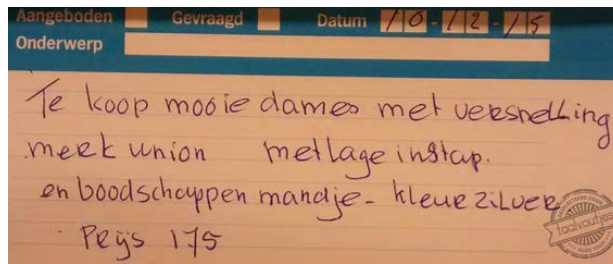 Aangeboden Gevraagd Datum 10-12-15
Onderwerp
Te koop mooie dames met versnelling
merk union met lage instap.
en boodschappen mandje - kleur zilver
Prijs 175
taalvoutjes